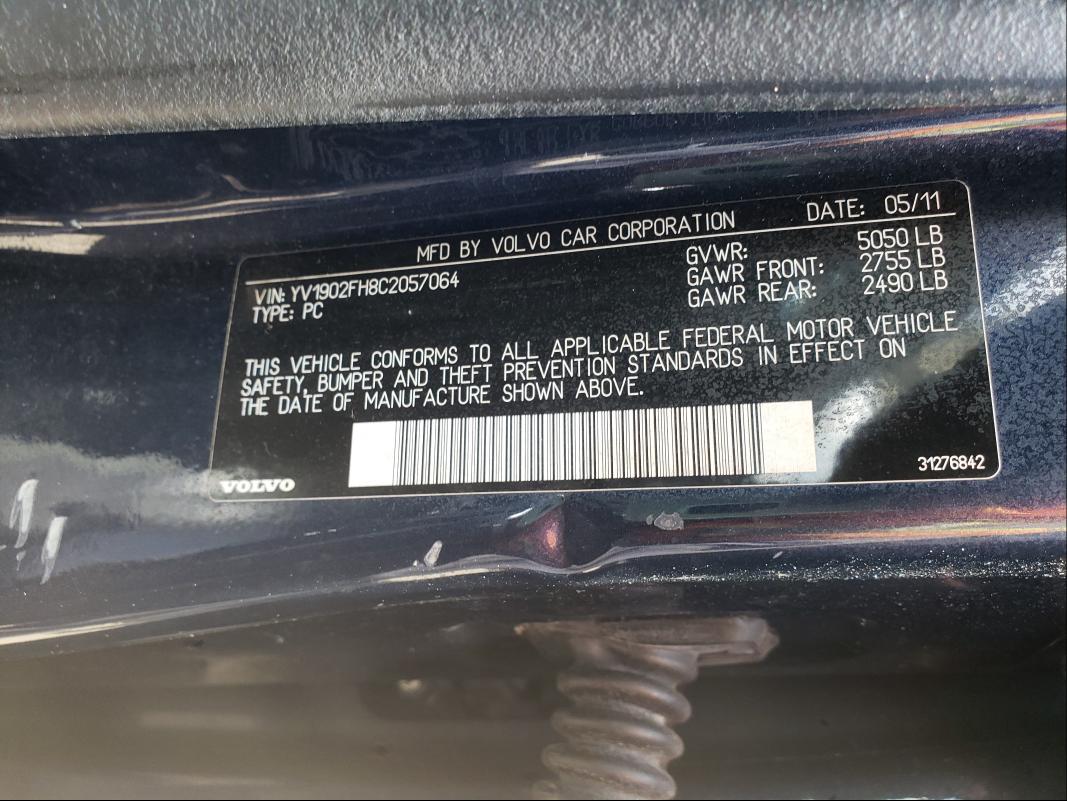 MFD BY VOLVO CAR CORPORATION DATE: 05/11
VIN: YV1902FH8C2057064 GVWR: 5050 LB
TYPE: PC GAWR FRONT: 2755 LB
GAWR REAR: 2490 LB
THIS VEHICLE CONFORMS TO ALL APPLICABLE FEDERAL MOTOR VEHICLE
SAFETY, BUMPER AND THEFT PREVENTION STANDARDS IN EFFECT ON
THE DATE OF MANUFACTURE SHOWN ABOVE.
VOLVO 31276842